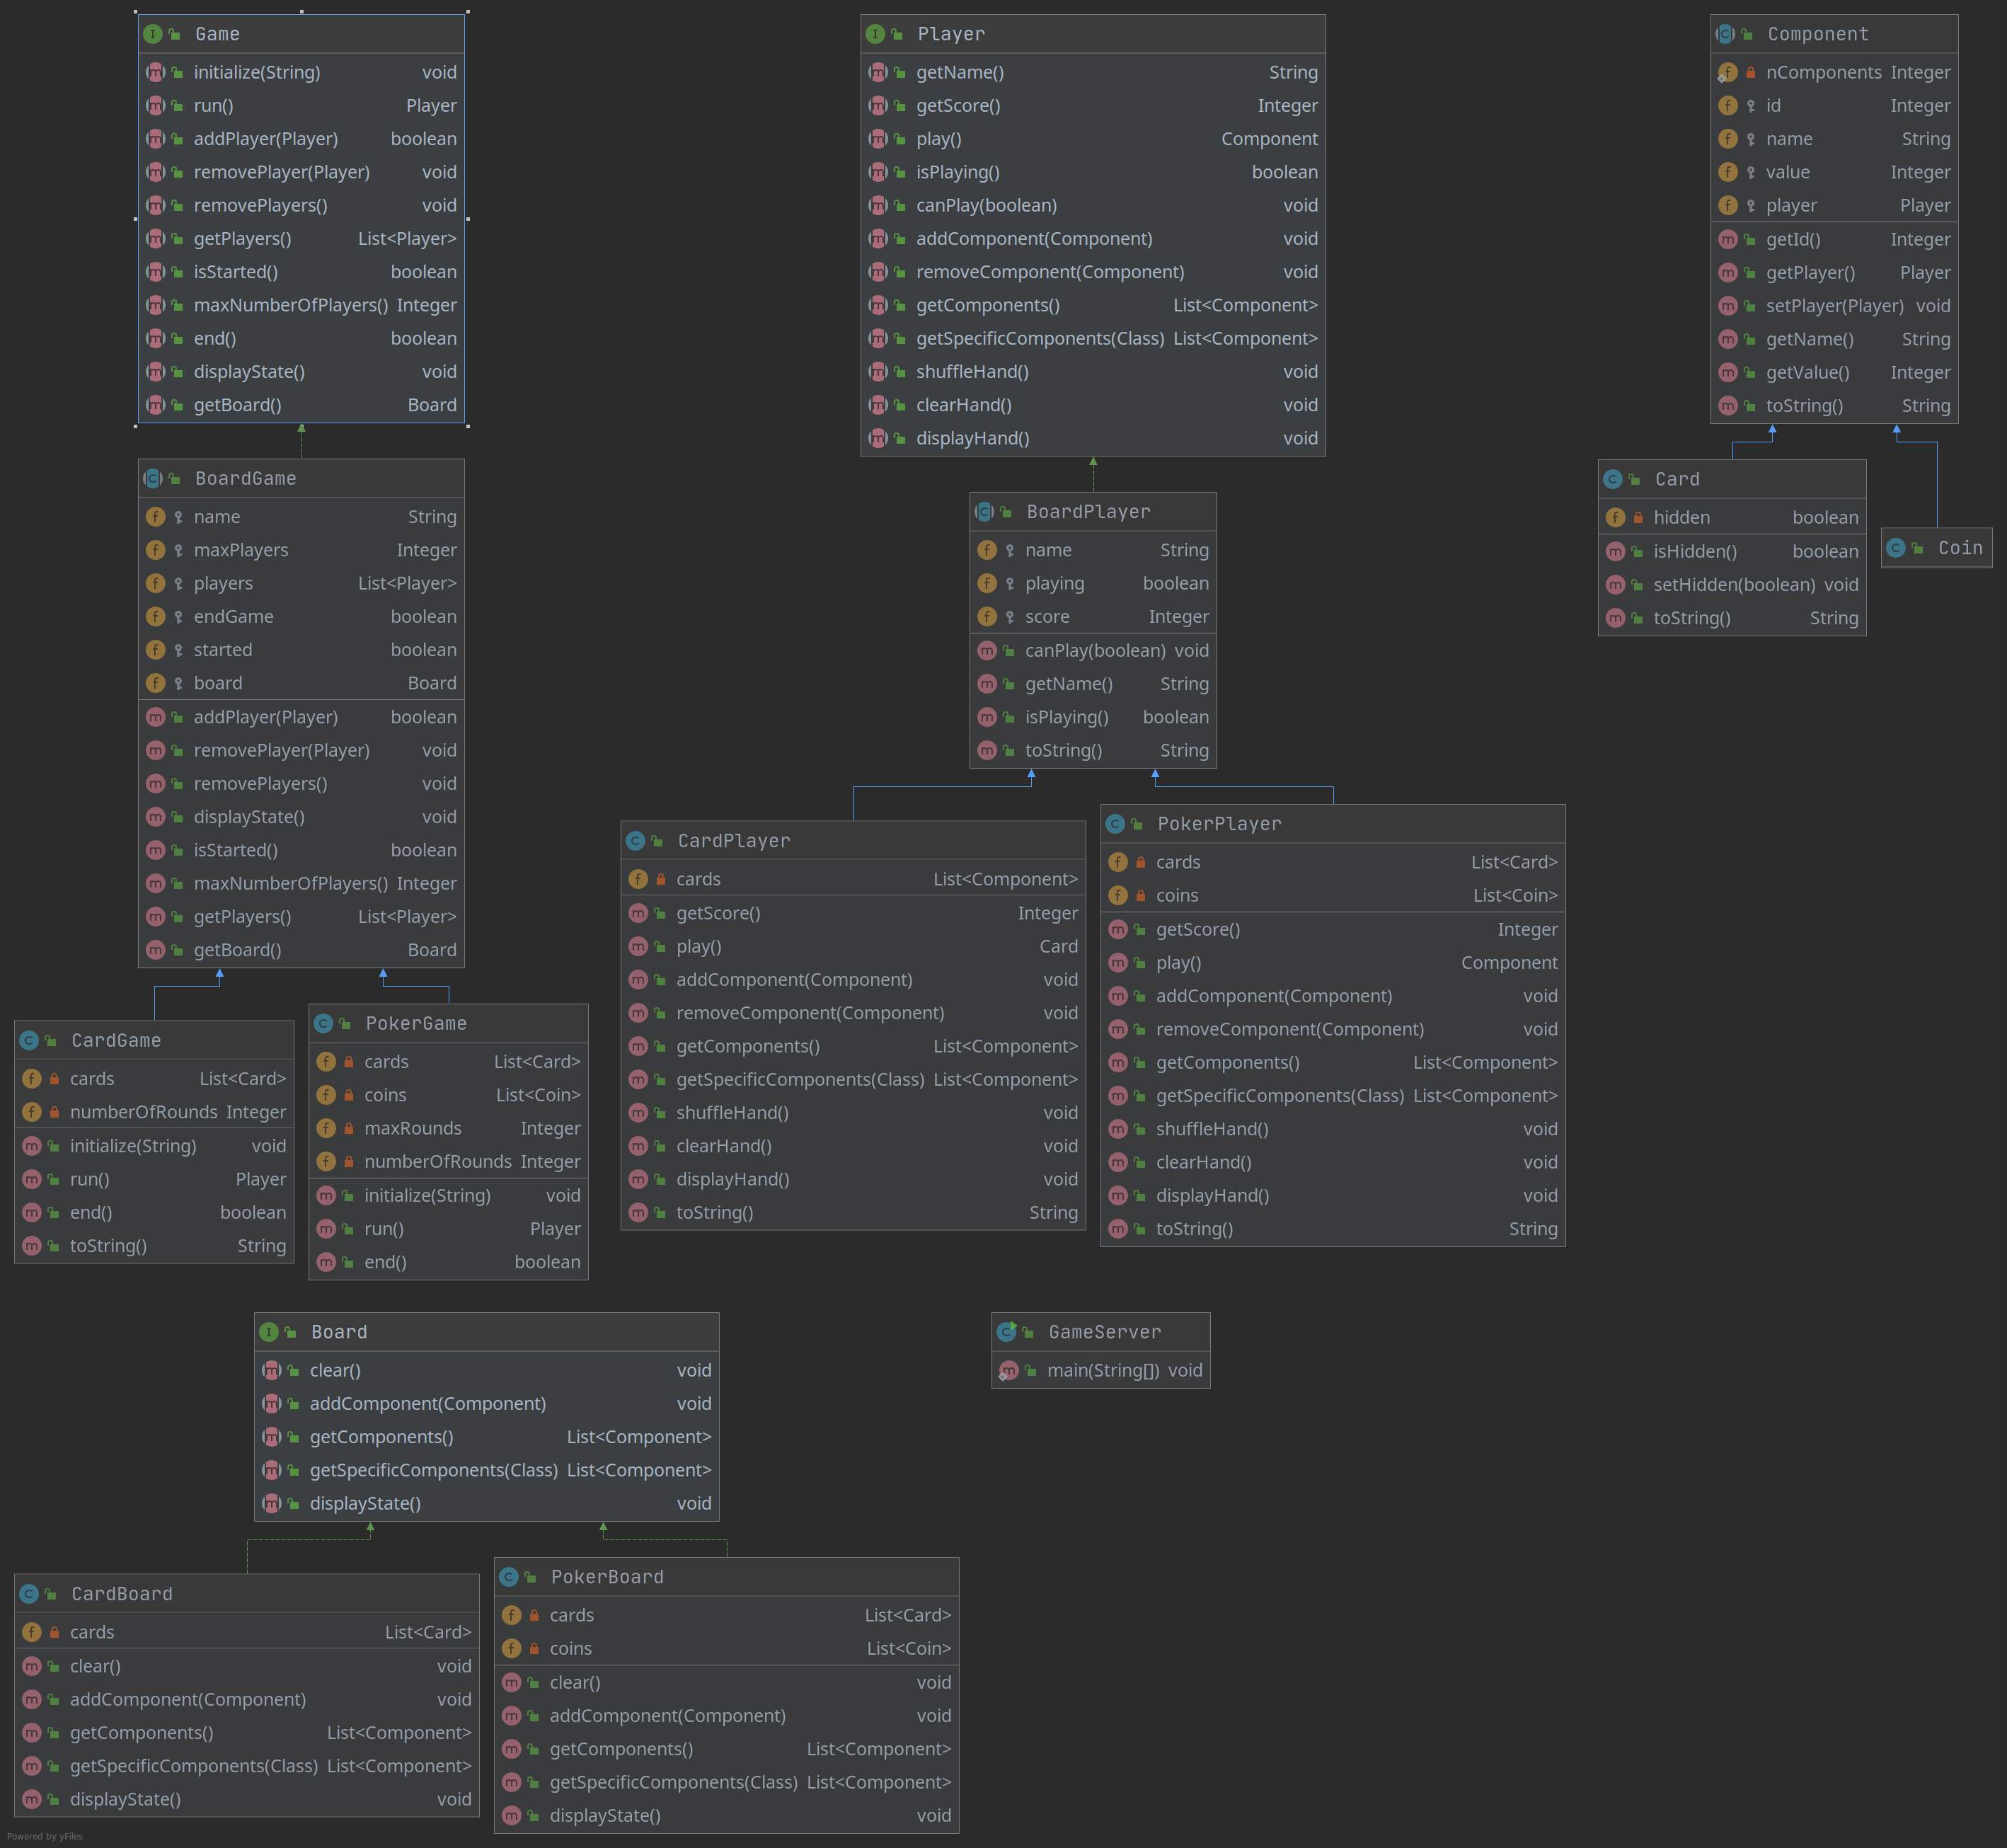 Game
initialize(String) void
run() Player
addPlayer(Player) boolean
removePlayer(Player) void
removePlayers() void
getPlayers() List<Player>
isStarted() boolean
maxNumberOfPlayers() Integer
end() boolean
displayState() void
getBoard() Board
BoardGame
name String
maxPlayers Integer
players List<Player>
endGame boolean
started boolean
board Board
addPlayer(Player) boolean
removePlayer(Player) void
removePlayers() void
displayState() void
isStarted() boolean
maxNumberOfPlayers() Integer
getPlayers() List<Player>
getBoard() Board
CardGame
cards List<Card>
numberOfRounds Integer
initialize(String) void
run() Player
end() boolean
toString() String
PokerGame
cards List<Card>
coins List<Coin>
maxRounds Integer
numberOfRounds Integer
initialize(String) void
run() Player
end() boolean
Player
getName() String
getScore() Integer
play() Component
isPlaying() boolean
canPlay(boolean) void
addComponent(Component) void
removeComponent(Component) void
getComponents() List<Component>
getSpecificComponents(Class) List<Component>
shuffleHand() void
clearHand() void
displayHand() void
BoardPlayer
name String
playing boolean
score Integer
canPlay(boolean) void
getName() String
isPlaying() boolean
toString() String
CardPlayer
cards List<Component>
getScore() Integer
play() Card
addComponent(Component) void
removeComponent(Component) void
getComponents() List<Component>
getSpecificComponents(Class) List<Component>
shuffleHand() void
clearHand() void
displayHand() void
toString() String
PokerPlayer
cards List<Card>
coins List<Coin>
getScore() Integer
play() Component
addComponent(Component) void
removeComponent(Component) void
getComponents() List<Component>
getSpecificComponents(Class) List<Component>
shuffleHand() void
clearHand() void
displayHand() void
toString() String
Component
nComponents Integer
id Integer
name String
value Integer
player Player
getId() Integer
getPlayer() Player
setPlayer(Player) void
getName() String
getValue() Integer
toString() String
Card
hidden boolean
isHidden() boolean
setHidden(boolean) void
toString() String
Coin
Board
clear() void
addComponent(Component) void
getComponents() List<Component>
getSpecificComponents(Class) List<Component>
displayState() void
GameServer
main(String[]) void
CardBoard
cards List<Card>
clear() void
addComponent(Component) void
getComponents() List<Component>
getSpecificComponents(Class) List<Component>
displayState() void
PokerBoard
cards List<Card>
coins List<Coin>
clear() void
addComponent(Component) void
getComponents() List<Component>
getSpecificComponents(Class) List<Component>
displayState() void
Powered by yFiles